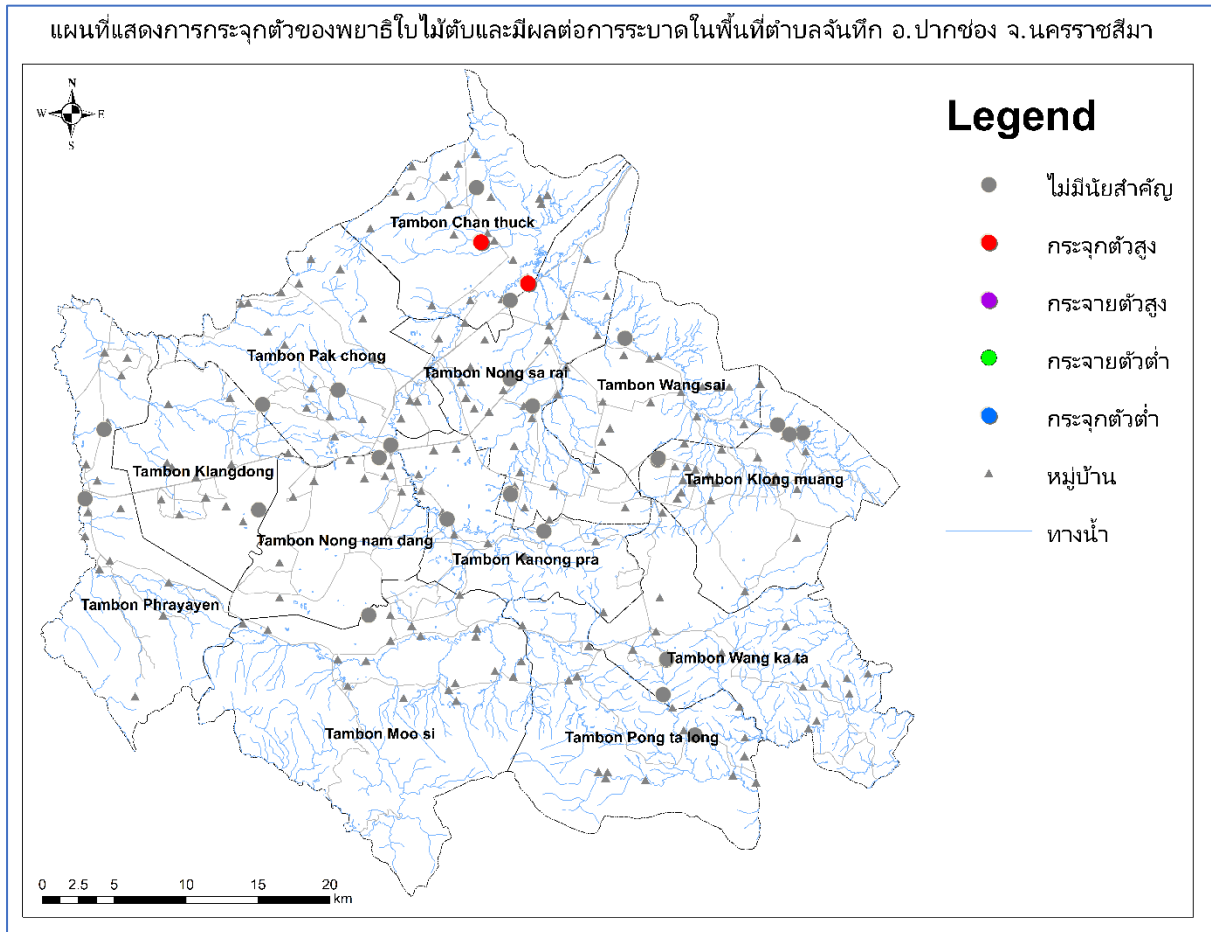 แผนที่แสดงการกระจุกตัวของพยาธิใบไม้ตับและมีผลต่อการระบาดในพื้นที่ตำบลจันทึก อ.ปากช่อง จ.นครราชสีมา
N
W E
S
Legend
ไม่มีนัยสำคัญ
กระจุกตัวสูง
กระจายตัวสูง
กระจายตัวต่ำ
กระจุกตัวต่ำ
หมู่บ้าน
ทางน้ำ
Tambon Chan thuck
Tambon Pak chong
Tambon Nong sa rai
Tambon Wang sai
Tambon Klangdong
Tambon Klong muang
Tambon Nong nam dang
Tambon Kanong pra
Tambon Phrayayen
Tambon Wang ka ta
Tambon Moo si
Tambon Pong ta long
0 2.5 5 10 15 20
km